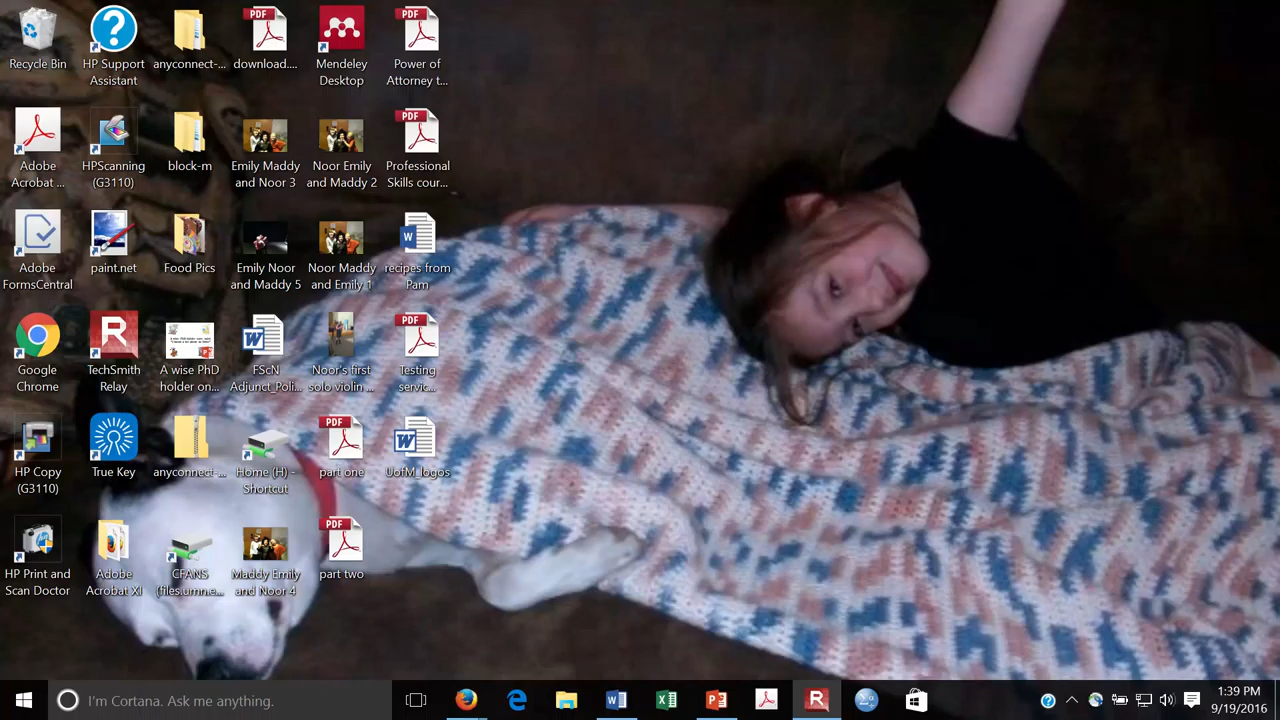 Recycle Bin
HP Support
Assistant
anyconnect-...
download....
Mendeley
Desktop
Power of
Attorney t...
Adobe
Acrobat ...
HPScanning
(G3110)
block-m
Emily Maddy
and Noor 3
Noor Emily
and Maddy 2
Professional
Skills cour...
Adobe
FormsCentral
paint.net
Food Pics
Emily Noor
and Maddy 5
Noor Maddy
and Emily 1
recipes from
Pam
Google
Chrome
TechSmith
Relay
A wise PhD
holder on...
FScN
Adjunct_Poli...
Noor's first
solo violin ...
Testing
servic...
HP Copy
(G3110)
True Key
anyconnect-...
Home (H) -
Shortcut
part one
UofM_logos
HP Print and
Scan Doctor
Adobe
Acrobat XI
CFANS
(files.umn.e...
Maddy Emily
and Noor 4
part two
I'm Cortana. Ask me anything.
1:39 PM
9/19/2016